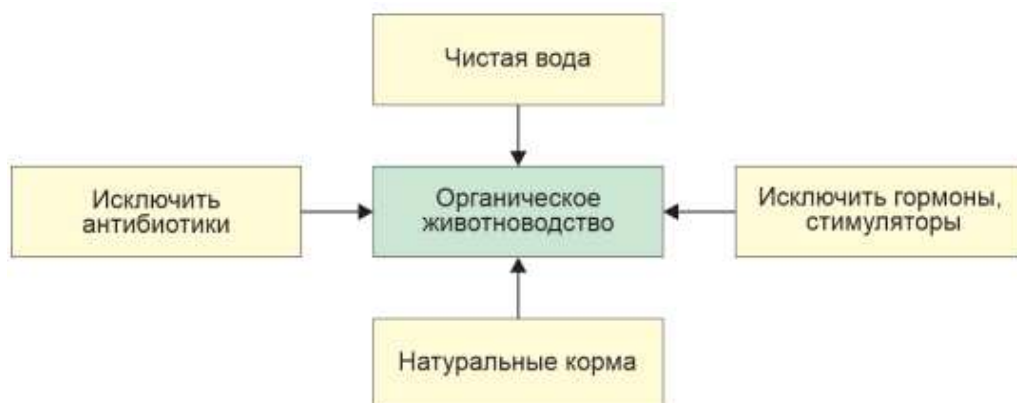 Чистая вода
Исключить
антибиотики
Органическое
животноводство
Исключить гормоны,
стимуляторы
Натуральные корма